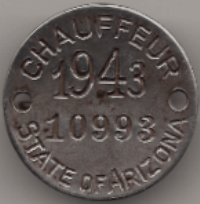 CHAUFFEUR
1943
10993
STATE OF ARIZONA